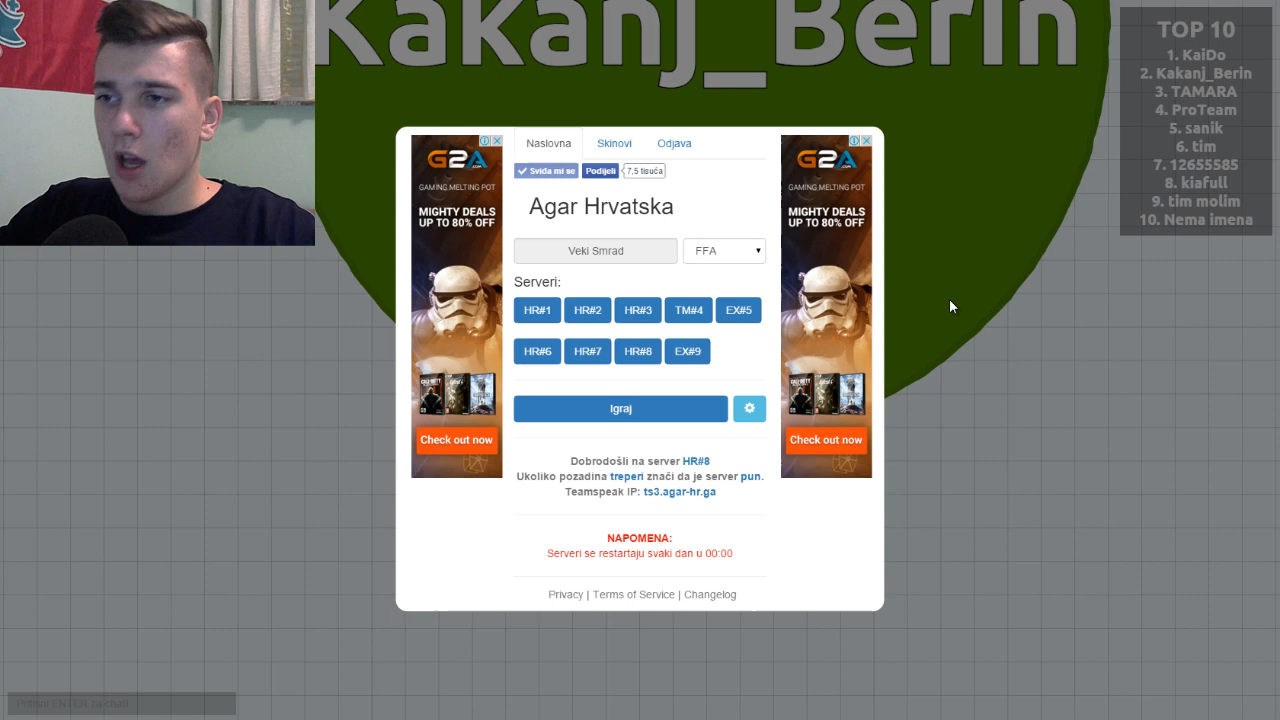 Kakanj_Berin
TOP 10
1. KaiDo
2. Kakanj_Berin
3. TAMARA
4. ProTeam
5. sanik
6. tim
7. 12655585
8. kiafull
9. tim molim
10. Nema imena
G2A.COM
GAMING.MELTING POT
MIGHTY DEALS
UP TO 80% OFF
Check out now
Naslovna Skinovi Odjava
Sviđa mi se Podijeli 7,5 tisuća
Agar Hrvatska
Veki Smrad FFA
Serveri:
HR#1 HR#2 HR#3 TM#4 EX#5
HR#6 HR#7 HR#8 EX#9
Igraj
Dobrodošli na server HR#8
Ukoliko pozadina treperi znači da je server pun.
Teamspeak IP: ts3.agar-hr.ga
NAPOMENA:
Serveri se restartaju svaki dan u 00:00
Privacy | Terms of Service | Changelog
G2A.COM
GAMING.MELTING POT
MIGHTY DEALS
UP TO 80% OFF
Check out now
Pritisni ENTER za chat!